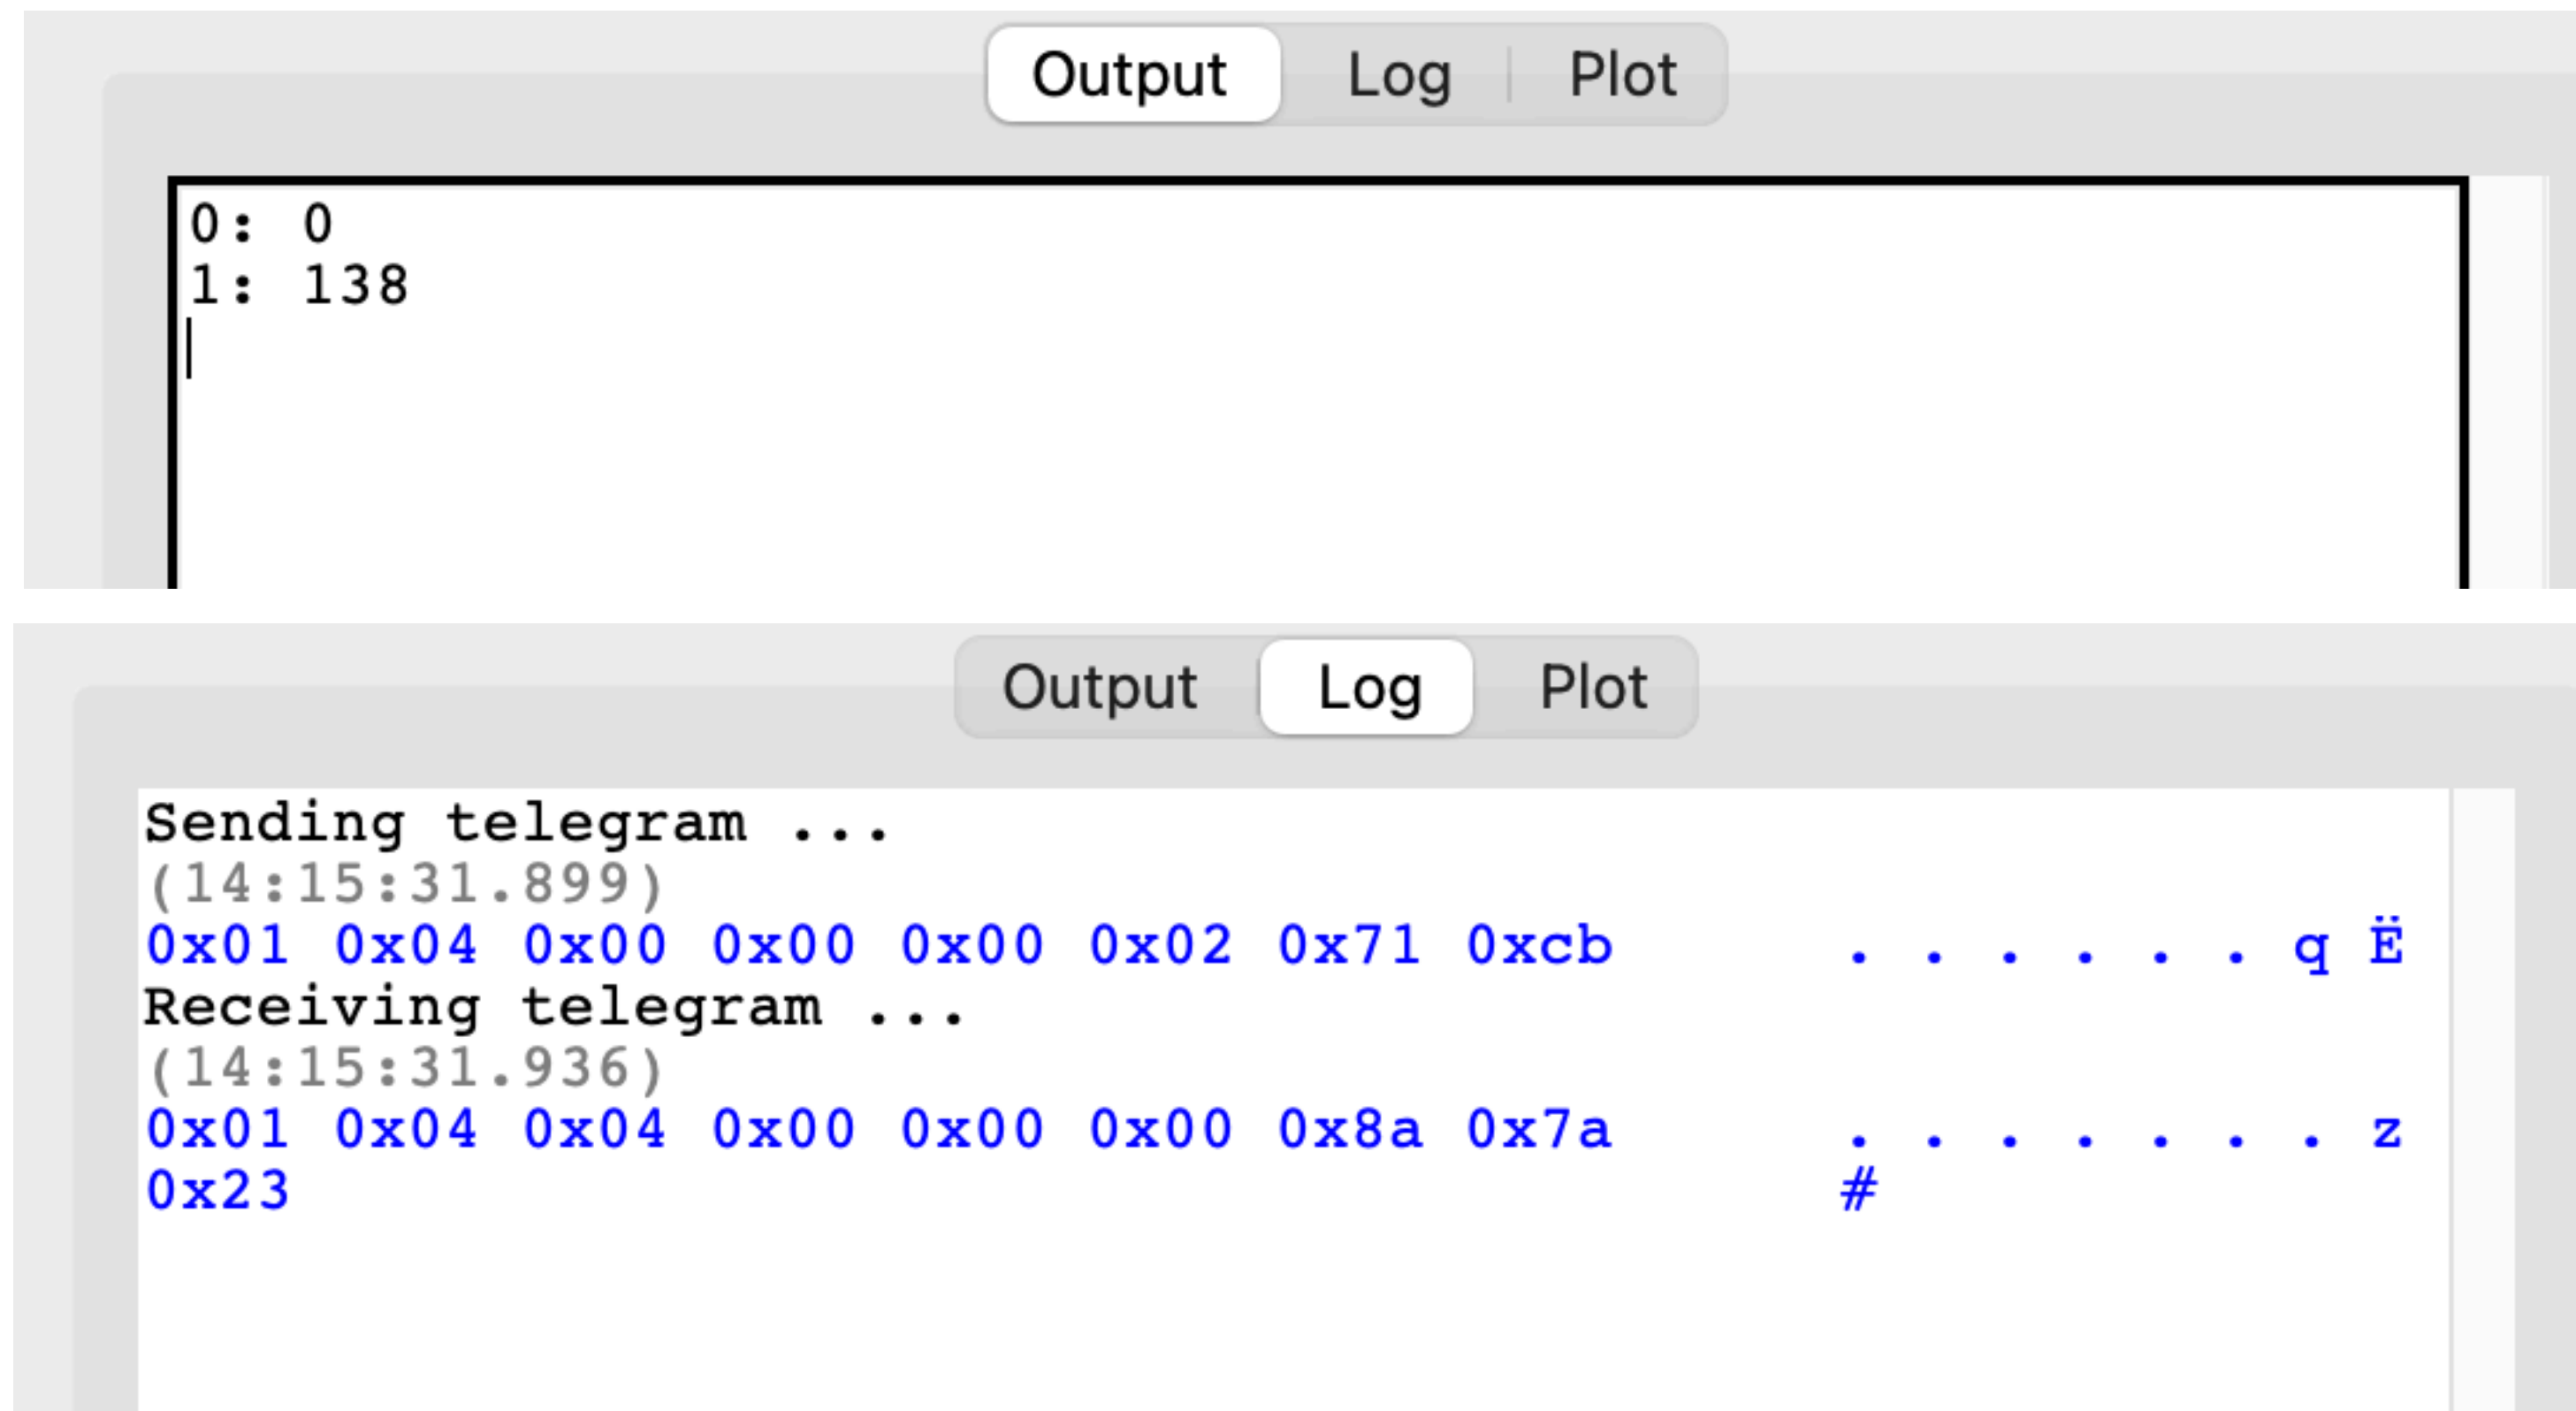 Output Log Plot
0: 0
1: 138
Output Log Plot
Sending telegram ...
(14:15:31.899)
0x01 0x04 0x00 0x00 0x00 0x02 0x71 0xcb . . . . . . q Ë
Receiving telegram ...
(14:15:31.936)
0x01 0x04 0x04 0x00 0x00 0x00 0x8a 0x7a . . . . . . . z
0x23 #